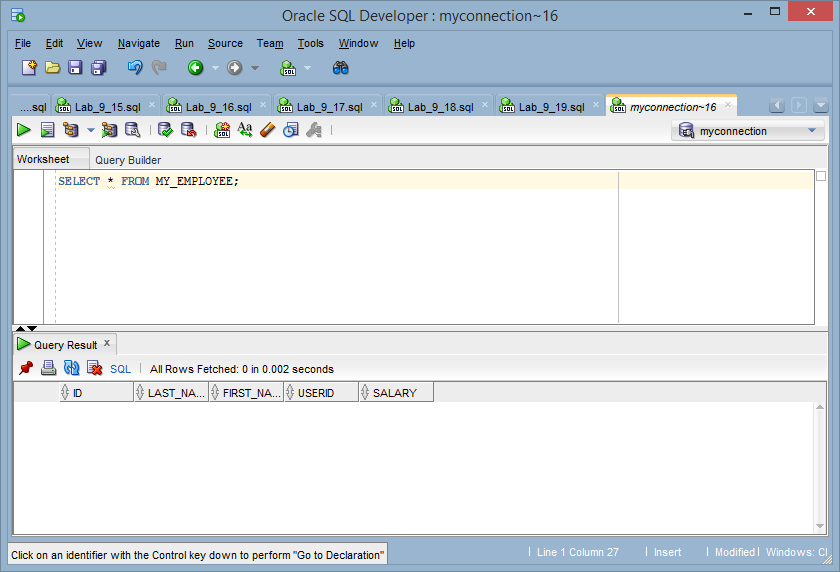 Oracle SQL Developer : myconnection~16
File Edit View Navigate Run Source Team Tools Window Help
....sql Lab_9_15.sql Lab_9_16.sql Lab_9_17.sql Lab_9_18.sql Lab_9_19.sql myconnection~16
myconnection
Worksheet Query Builder
SELECT * FROM MY_EMPLOYEE;
Query Result x
SQL | All Rows Fetched: 0 in 0.002 seconds
ID LAST_NA... FIRST_NA... USERID SALARY
Click on an identifier with the Control key down to perform "Go to Declaration"
| Line 1 Column 27 | Insert | Modified | Windows: Cl